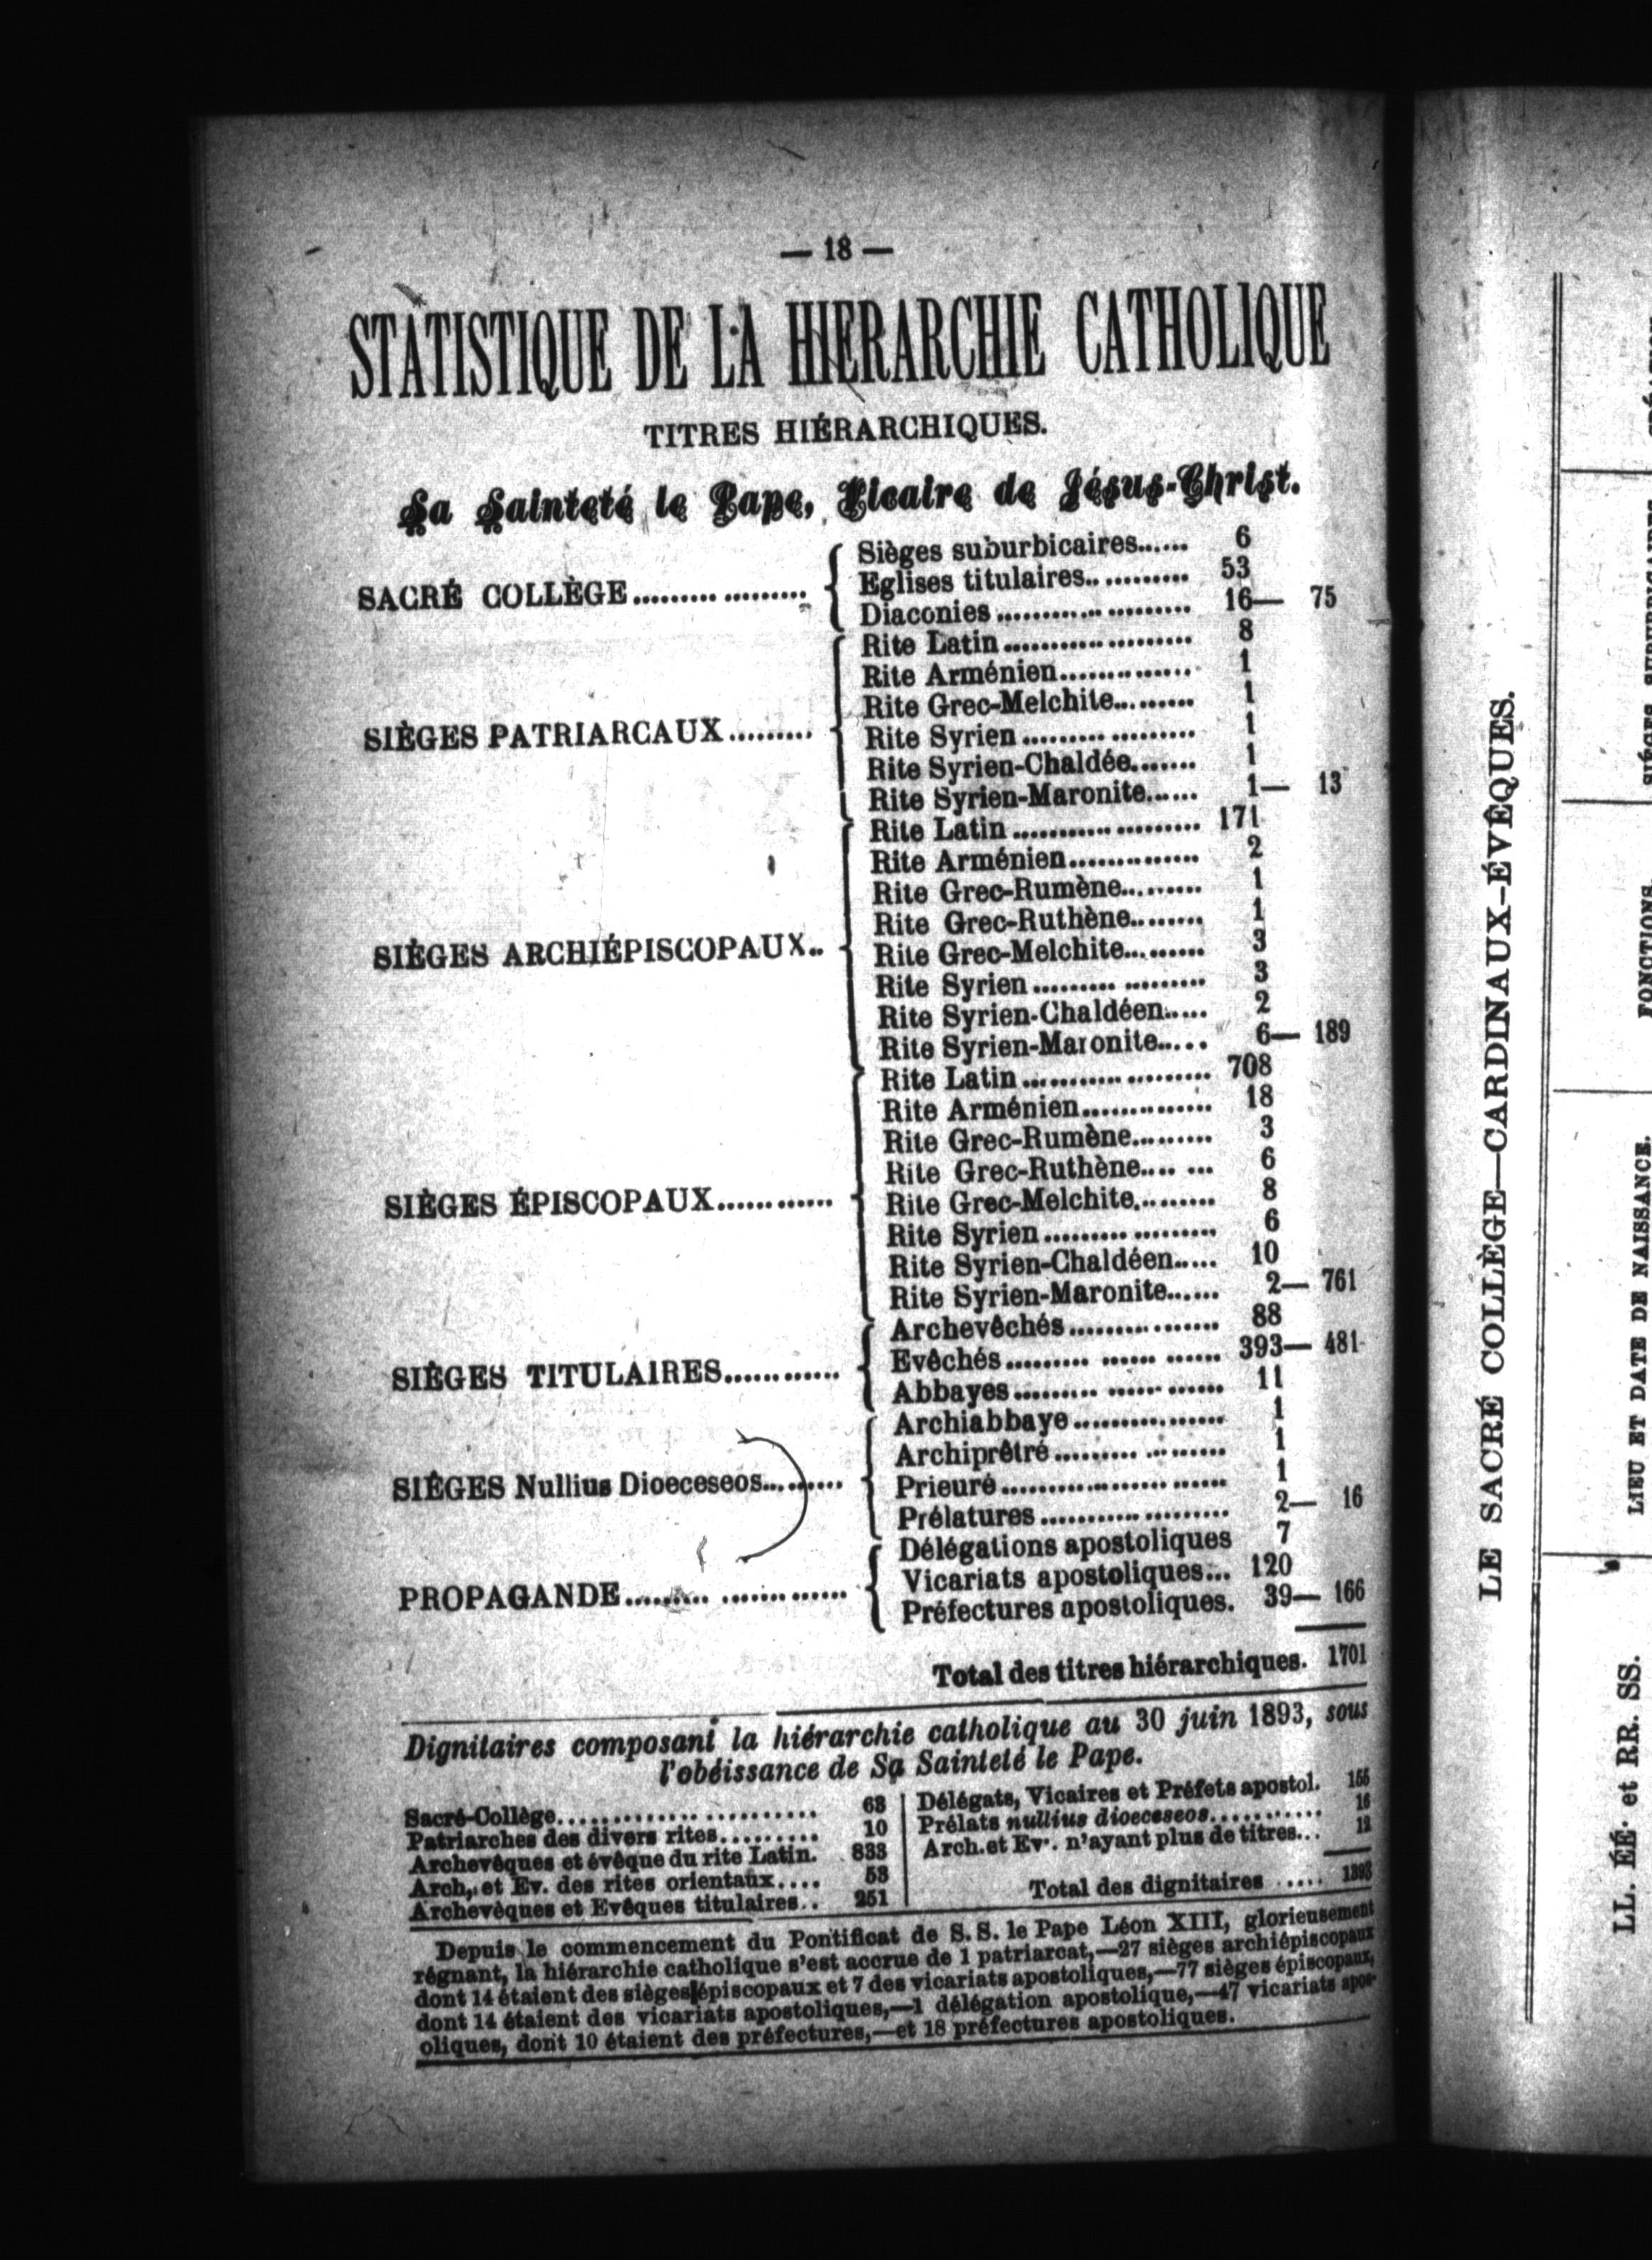 — 18 —
STATISTIQUE DE LA HIERARCHIE CATHOLIQUE
TITRES HIÉRARCHIQUES.
Sa Sainteté le Pape, Vicaire de Jésus-Christ.
SACRÉ COLLÈGE.................. { Sièges suburbicaires...... 6
Eglises titulaires........... 53
Diaconies.................... 16— 75
SIÈGES PATRIARCAUX......... { Rite Latin.................... 8
Rite Arménien.............. 1
Rite Grec-Melchite......... 1
Rite Syrien.................. 1
Rite Syrien-Chaldée....... 1
Rite Syrien-Maronite...... 1— 13
SIÈGES ARCHIÉPISCOPAUX.. { Rite Latin.................... 171
Rite Arménien.............. 2
Rite Grec-Rumène......... 1
Rite Grec-Ruthène........ 1
Rite Grec-Melchite......... 3
Rite Syrien.................. 3
Rite Syrien-Chaldéen..... 2
Rite Syrien-Maronite..... 6— 189
SIÈGES ÉPISCOPAUX............ { Rite Latin.................... 708
Rite Arménien.............. 18
Rite Grec-Rumène......... 3
Rite Grec-Ruthène.... ... 6
Rite Grec-Melchite......... 8
Rite Syrien.................. 6
Rite Syrien-Chaldéen..... 10
Rite Syrien-Maronite...... 2— 761
SIÈGES TITULAIRES............ { Archevêchés................ 88
Evêchés......... ...... ...... 393— 481
Abbayes......... ...... ...... 11
SIÈGES Nullius Dioeceseos......... { Archiabbaye................ 1
Archiprêtré......... ......... 1
Prieuré....................... 1
Prélatures.................... 2— 16
PROPAGANDE......... ............. { Délégations apostoliques 7
Vicariats apostoliques... 120
Préfectures apostoliques. 39— 166
Total des titres hiérarchiques. 1701
Dignitaires composant la hiérarchie catholique au 30 juin 1893, sous
l'obéissance de Sa Sainteté le Pape.
Sacré-Collège........................ 63
Patriarches des divers rites......... 10
Archevêques et évêque du rite Latin. 833
Arch, et Ev. des rites orientaux.... 53
Archevêques et Evêques titulaires.. 251
Délégats, Vicaires et Préfets apostol. 155
Prélats nullius dioeceseos........... 16
Arch. et Ev. n'ayant plus de titres... 12
Total des dignitaires ..... 1393
Depuis le commencement du Pontificat de S. S. le Pape Léon XIII, glorieusement
régnant, la hiérarchie catholique s'est accrue de 1 patriarcat,—27 sièges archiépiscopaux
dont 14 étaient des sièges épiscopaux et 7 des vicariats apostoliques,—77 sièges épiscopaux,
dont 14 étaient des vicariats apostoliques,—1 délégation apostolique,—47 vicariats apos-
oliques, dont 10 étaient des préfectures,—et 18 préfectures apostoliques.
LE SACRÉ COLLÈGE—CARDINAUX-ÉVÊQUES.
LL. ÉÉ. et RR. SS.
LIEU ET DATE DE NAISSANCE.
FONCTIONS.